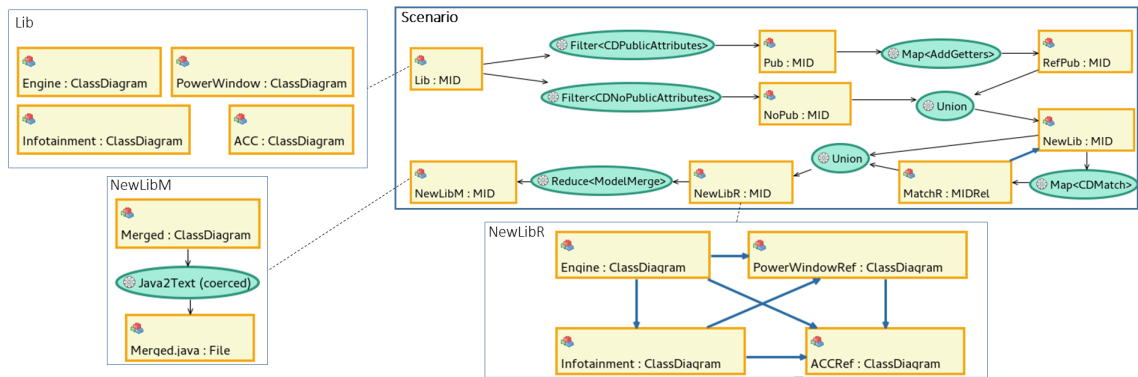 Lib
Engine : ClassDiagram
PowerWindow : ClassDiagram
Infotainment : ClassDiagram
ACC : ClassDiagram
Scenario
Lib : MID
Filter<CDPublicAttributes>
Pub : MID
Map<AddGetters>
RefPub : MID
Filter<CDNoPublicAttributes>
NoPub : MID
Union
NewLib : MID
Union
NewLibM : MID
Reduce<ModelMerge>
NewLibR : MID
MatchR : MIDRel
Map<CDMatch>
NewLibM
Merged : ClassDiagram
Java2Text (coerced)
Merged.java : File
NewLibR
Engine : ClassDiagram
PowerWindowRef : ClassDiagram
Infotainment : ClassDiagram
ACCRef : ClassDiagram